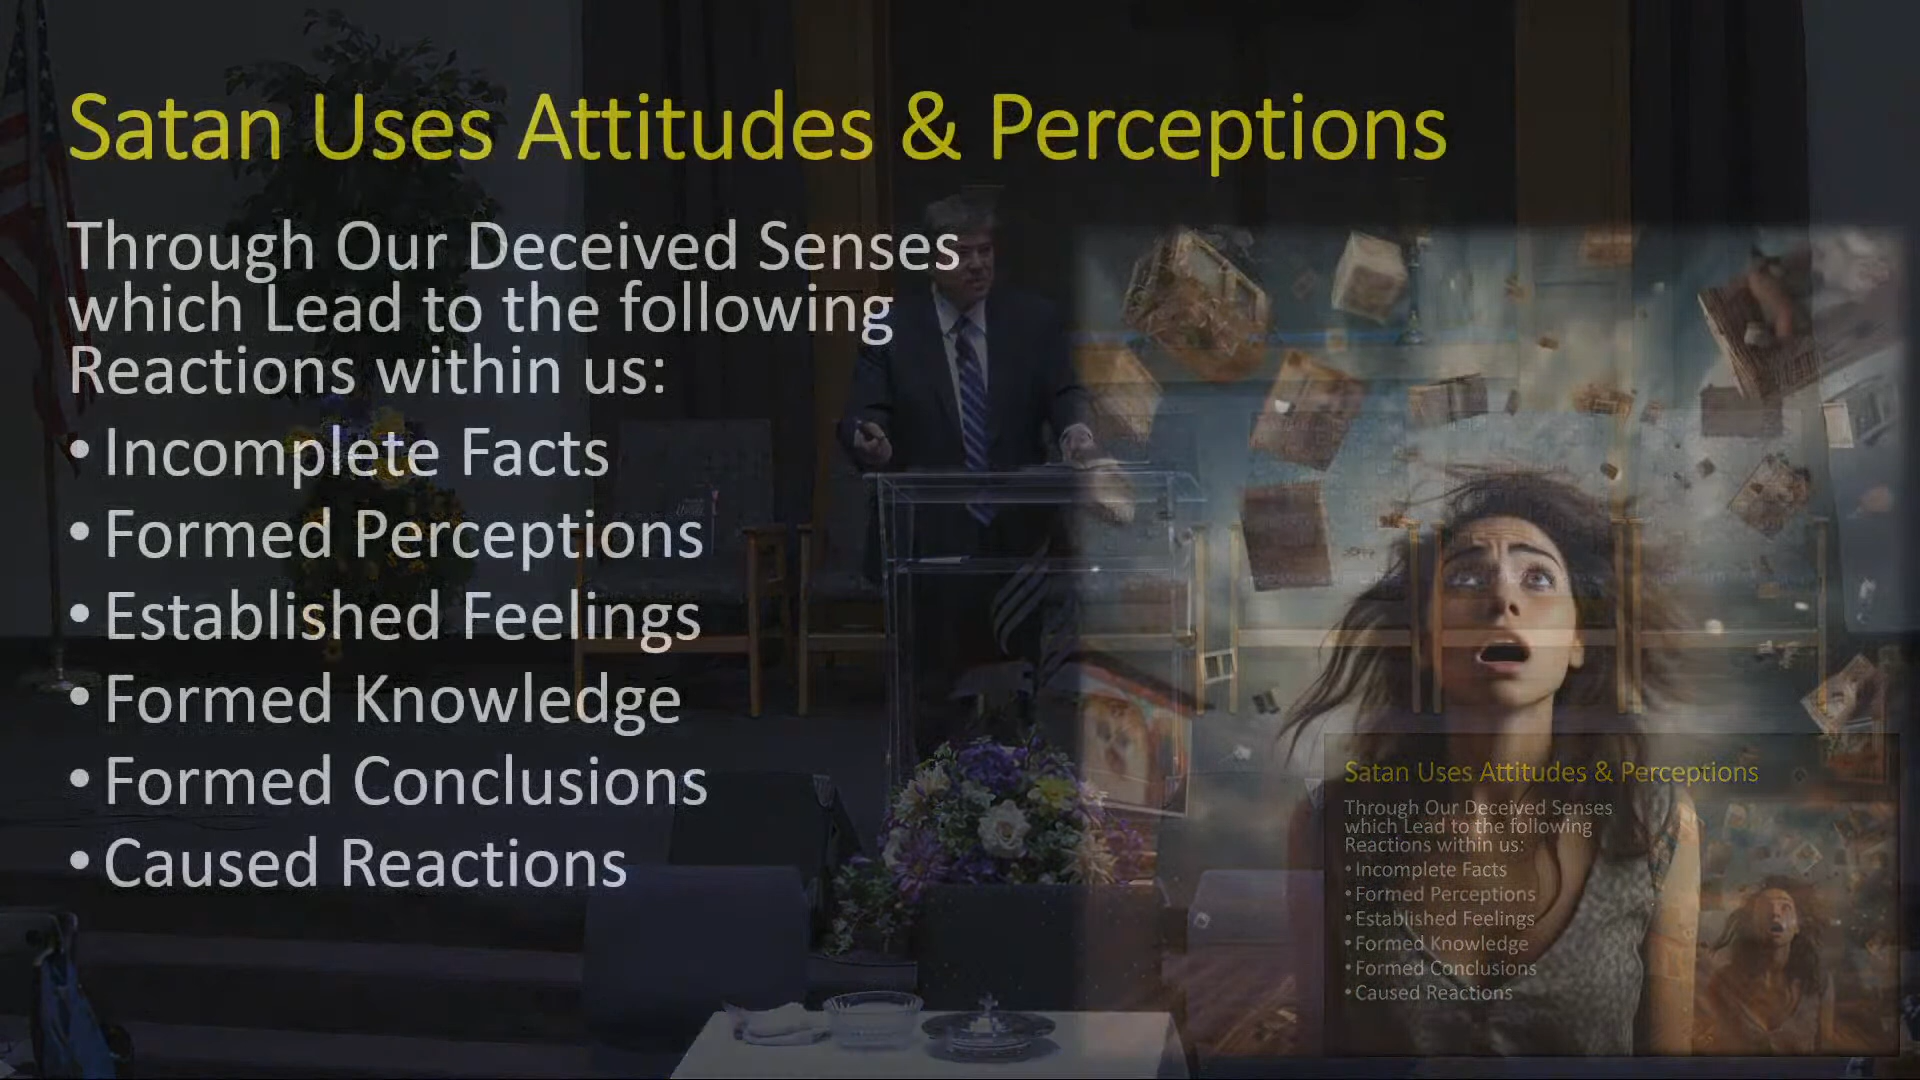 Satan Uses Attitudes & Perceptions
Through Our Deceived Senses
which Lead to the following
Reactions within us:
• Incomplete Facts
• Formed Perceptions
• Established Feelings
• Formed Knowledge
• Formed Conclusions
• Caused Reactions
Satan Uses Attitudes & Perceptions
Through Our Deceived Senses
which Lead to the following
Reactions within us:
• Incomplete Facts
• Formed Perceptions
• Established Feelings
• Formed Knowledge
• Formed Conclusions
• Caused Reactions